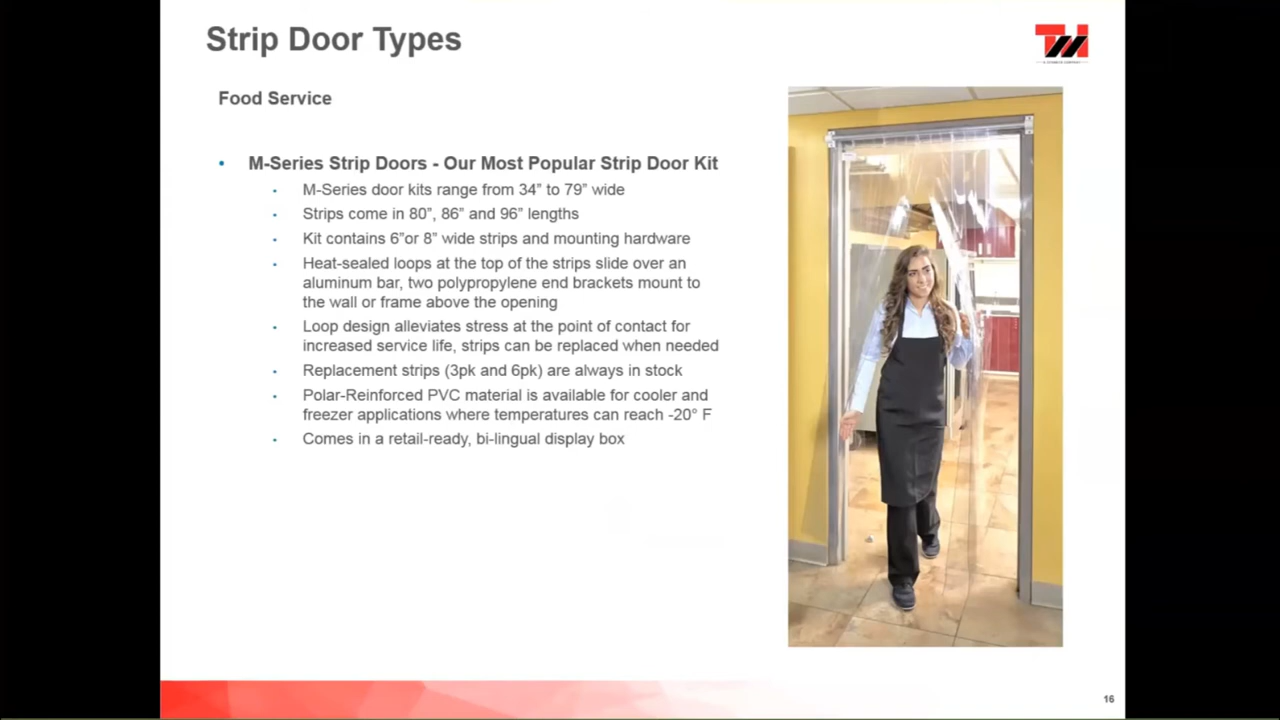 Strip Door Types
Food Service
M-Series Strip Doors - Our Most Popular Strip Door Kit
M-Series door kits range from 34” to 79” wide
Strips come in 80”, 86” and 96” lengths
Kit contains 6”or 8” wide strips and mounting hardware
Heat-sealed loops at the top of the strips slide over an
aluminum bar, two polypropylene end brackets mount to
the wall or frame above the opening
Loop design alleviates stress at the point of contact for
increased service life, strips can be replaced when needed
Replacement strips (3pk and 6pk) are always in stock
Polar-Reinforced PVC material is available for cooler and
freezer applications where temperatures can reach -20° F
Comes in a retail-ready, bi-lingual display box
16